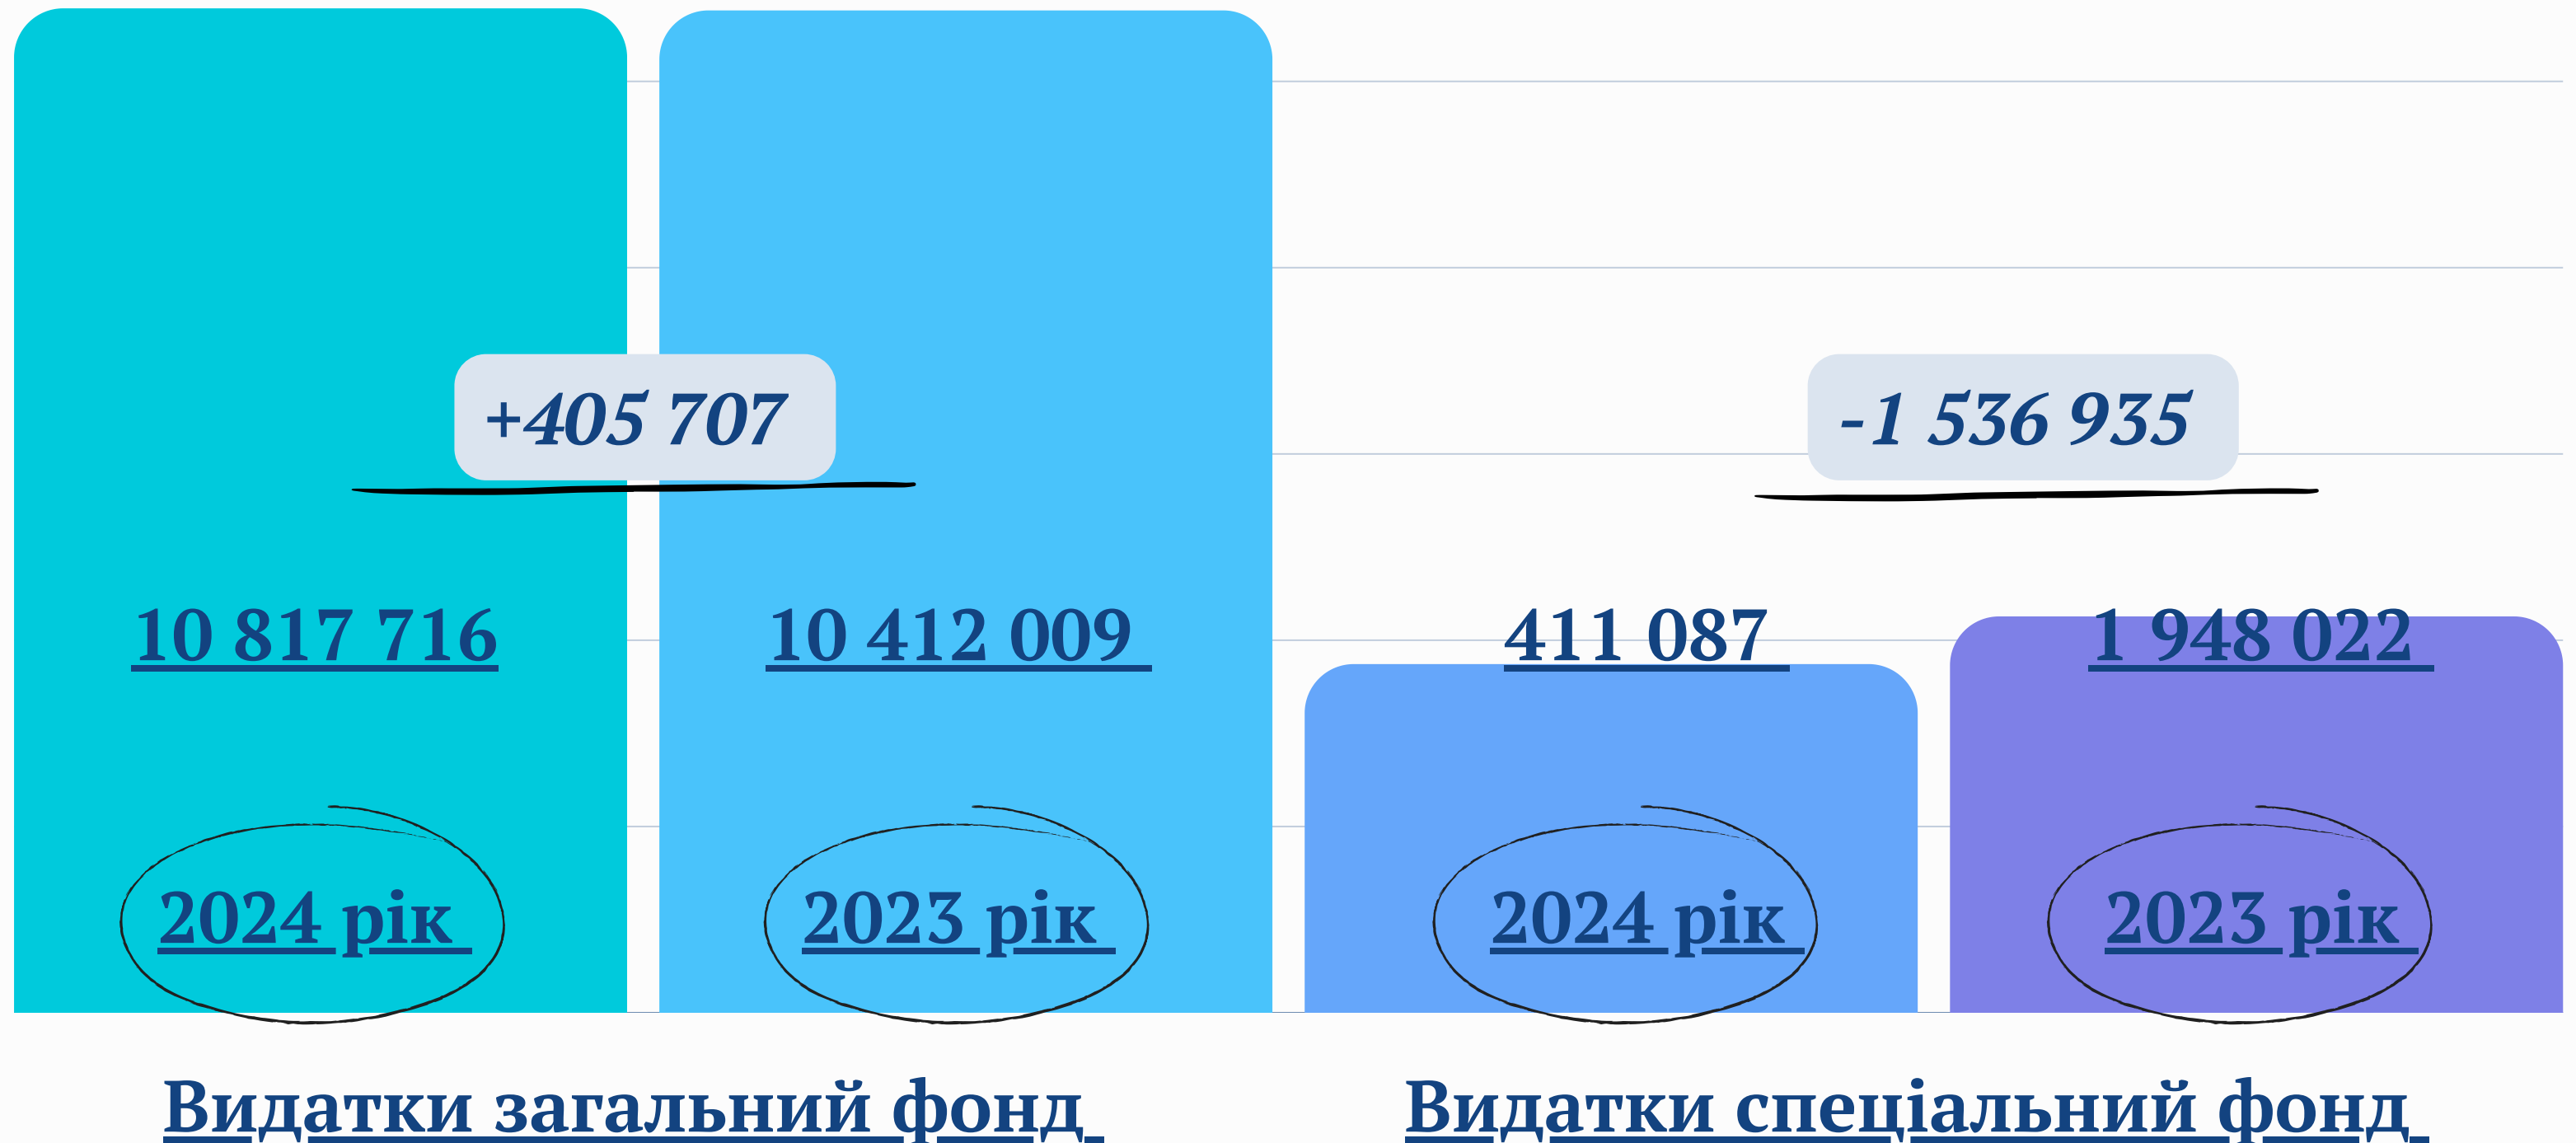 +405 707
-1 536 935
10 817 716
10 412 009
411 087
1 948 022
2024 рік
2023 рік
2024 рік
2023 рік
Видатки загальний фонд
Видатки спеціальний фонд